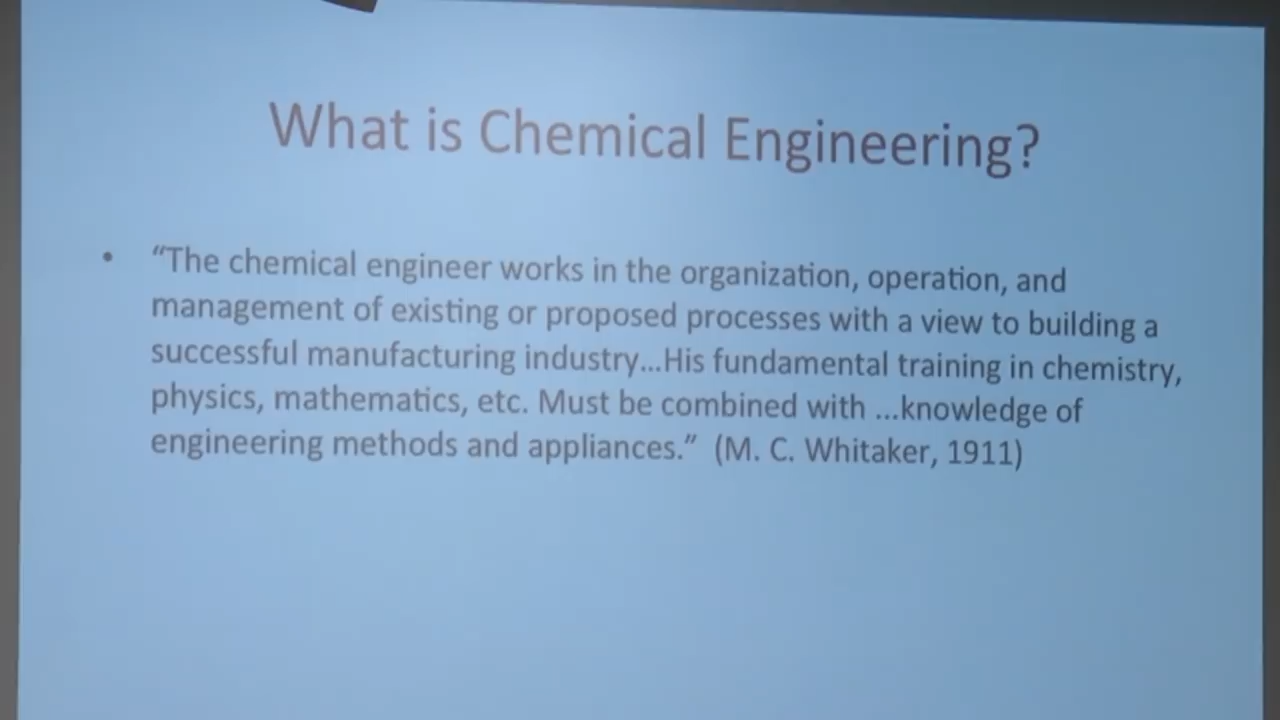 What is Chemical Engineering?
• “The chemical engineer works in the organization, operation, and
management of existing or proposed processes with a view to building a
successful manufacturing industry...His fundamental training in chemistry,
physics, mathematics, etc. Must be combined with ...knowledge of
engineering methods and appliances.” (M. C. Whitaker, 1911)